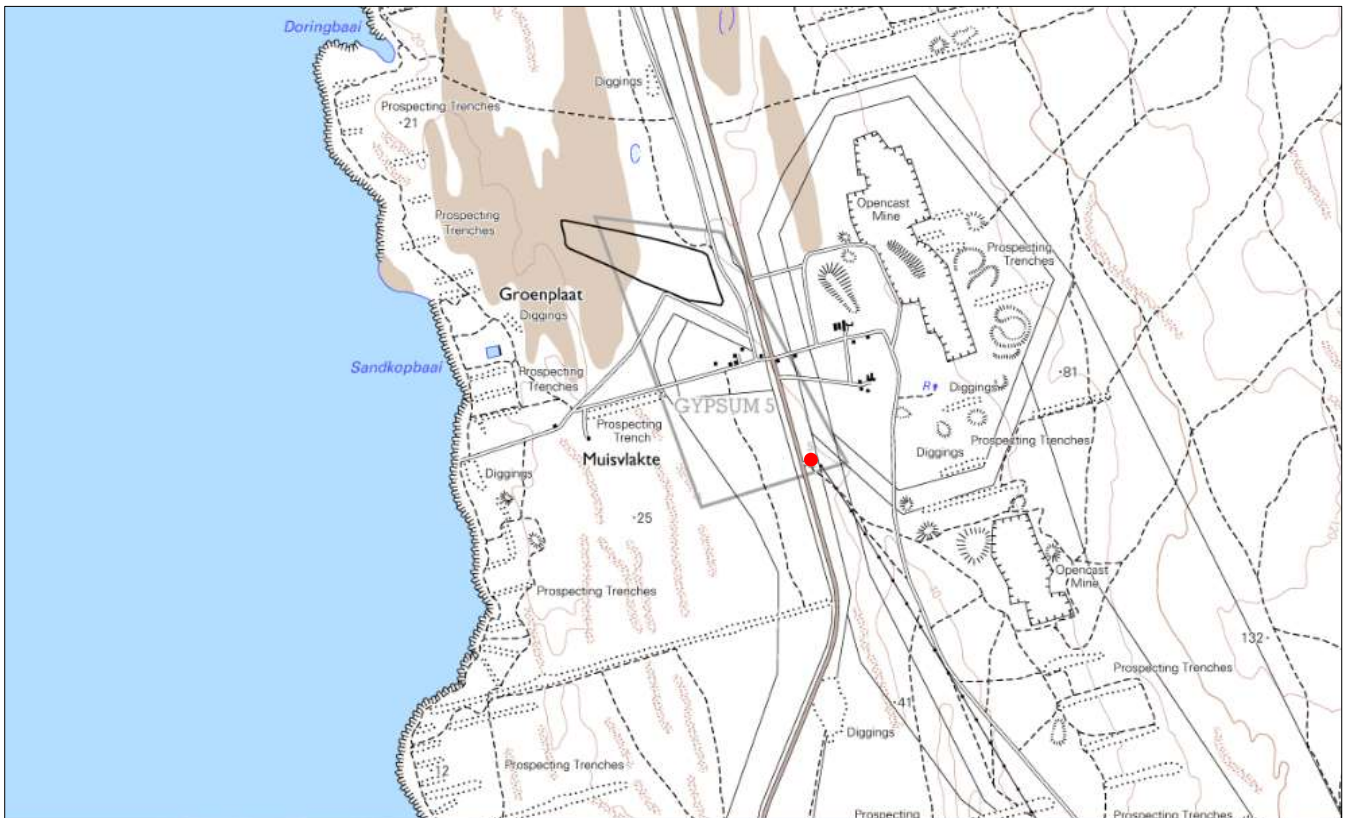 Doringbaai
Diggings
Prospecting Trenches
21
Opencast
Mine
Prospecting
Trenches
Prospecting
Trenches
Groenplaat
Diggings
Sandkopbaai
Prospecting
Trenches
81
R
Diggings
GYPSUM 5
Prospecting
Trench
Prospecting Trenches
Diggings
Muisvlakte
Diggings
25
Opencast
Mine
Prospecting Trenches
132
Prospecting Trenches
41
Diggings
12
Prospecting Trenches
Prospecting
Prospecting Trenches